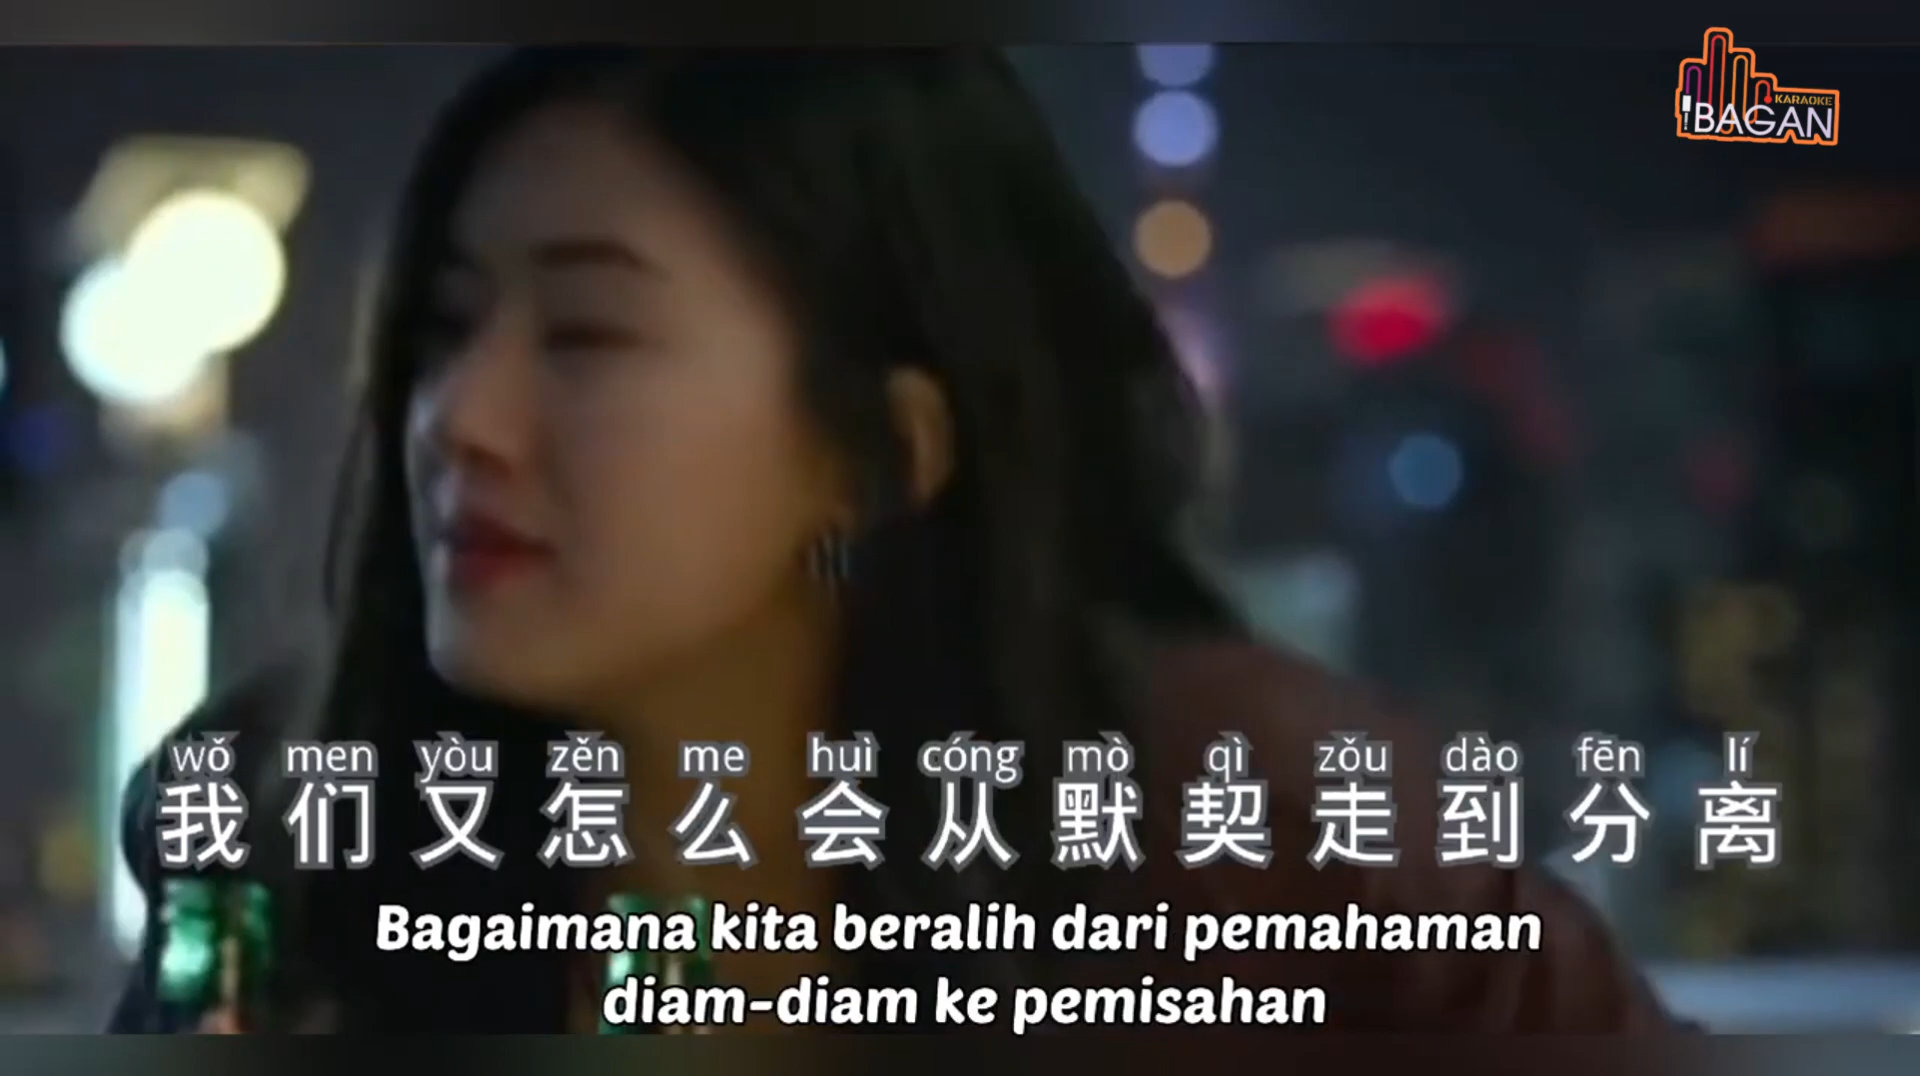 KARAOKE
BAGAN
wǒ men yòu zěn me huì cóng mò qì zǒu dào fēn lí
我们又怎么会从默契走到分离
Bagaimana kita beralih dari pemahaman
diam-diam ke pemisahan